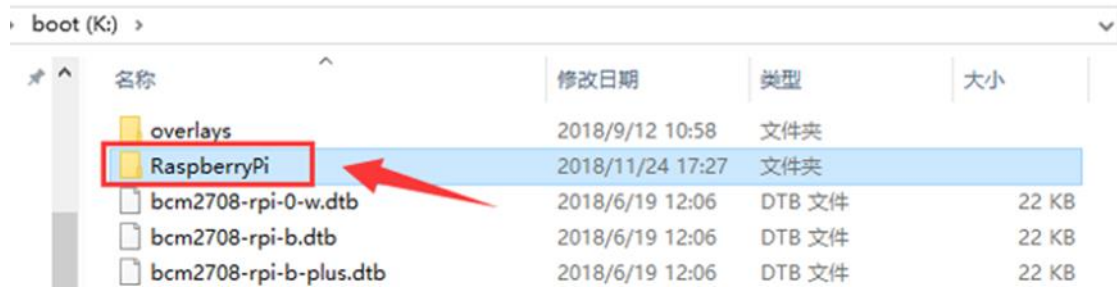 boot (K:)
名称 修改日期 类型 大小
overlays 2018/9/12 10:58 文件夹
RaspberryPi 2018/11/24 17:27 文件夹
bcm2708-rpi-0-w.dtb 2018/6/19 12:06 DTB 文件 22 KB
bcm2708-rpi-b.dtb 2018/6/19 12:06 DTB 文件 22 KB
bcm2708-rpi-b-plus.dtb 2018/6/19 12:06 DTB 文件 22 KB